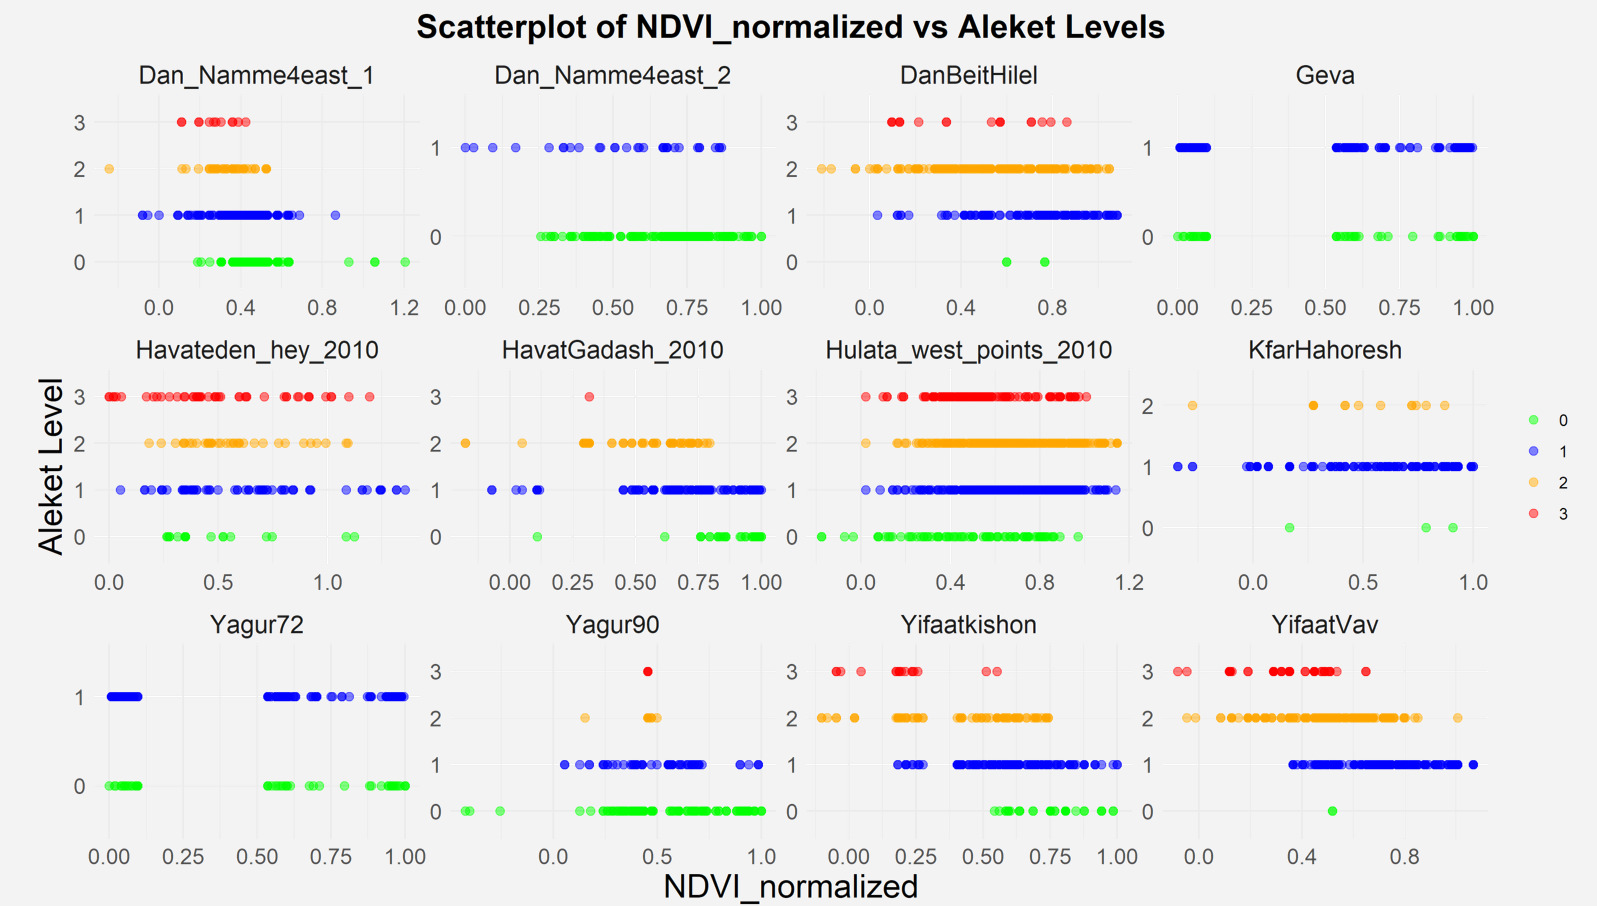 Scatterplot of NDVI_normalized vs Aleket Levels
Dan_Namme4east_1
Dan_Namme4east_2
DanBeitHilel
Geva
3
2
1
0
0.0 0.4 0.8 1.2
1
0
0.00 0.25 0.50 0.75 1.00
3
2
1
0
0.0 0.4 0.8
1
0
0.00 0.25 0.50 0.75 1.00
Havateden_hey_2010
HavatGadash_2010
Hulata_west_points_2010
KfarHahoresh
Aleket Level
3
2
1
0
0.0 0.5 1.0
3
2
1
0
0.00 0.25 0.50 0.75 1.00
3
2
1
0
0.0 0.4 0.8 1.2
2
1
0
0.0 0.5 1.0
0
1
2
3
Yagur72
Yagur90
Yifaatkishon
YifaatVav
1
0
0.00 0.25 0.50 0.75 1.00
3
2
1
0
0.0 0.5 1.0
3
2
1
0
0.00 0.25 0.50 0.75 1.00
3
2
1
0
0.0 0.4 0.8
NDVI_normalized